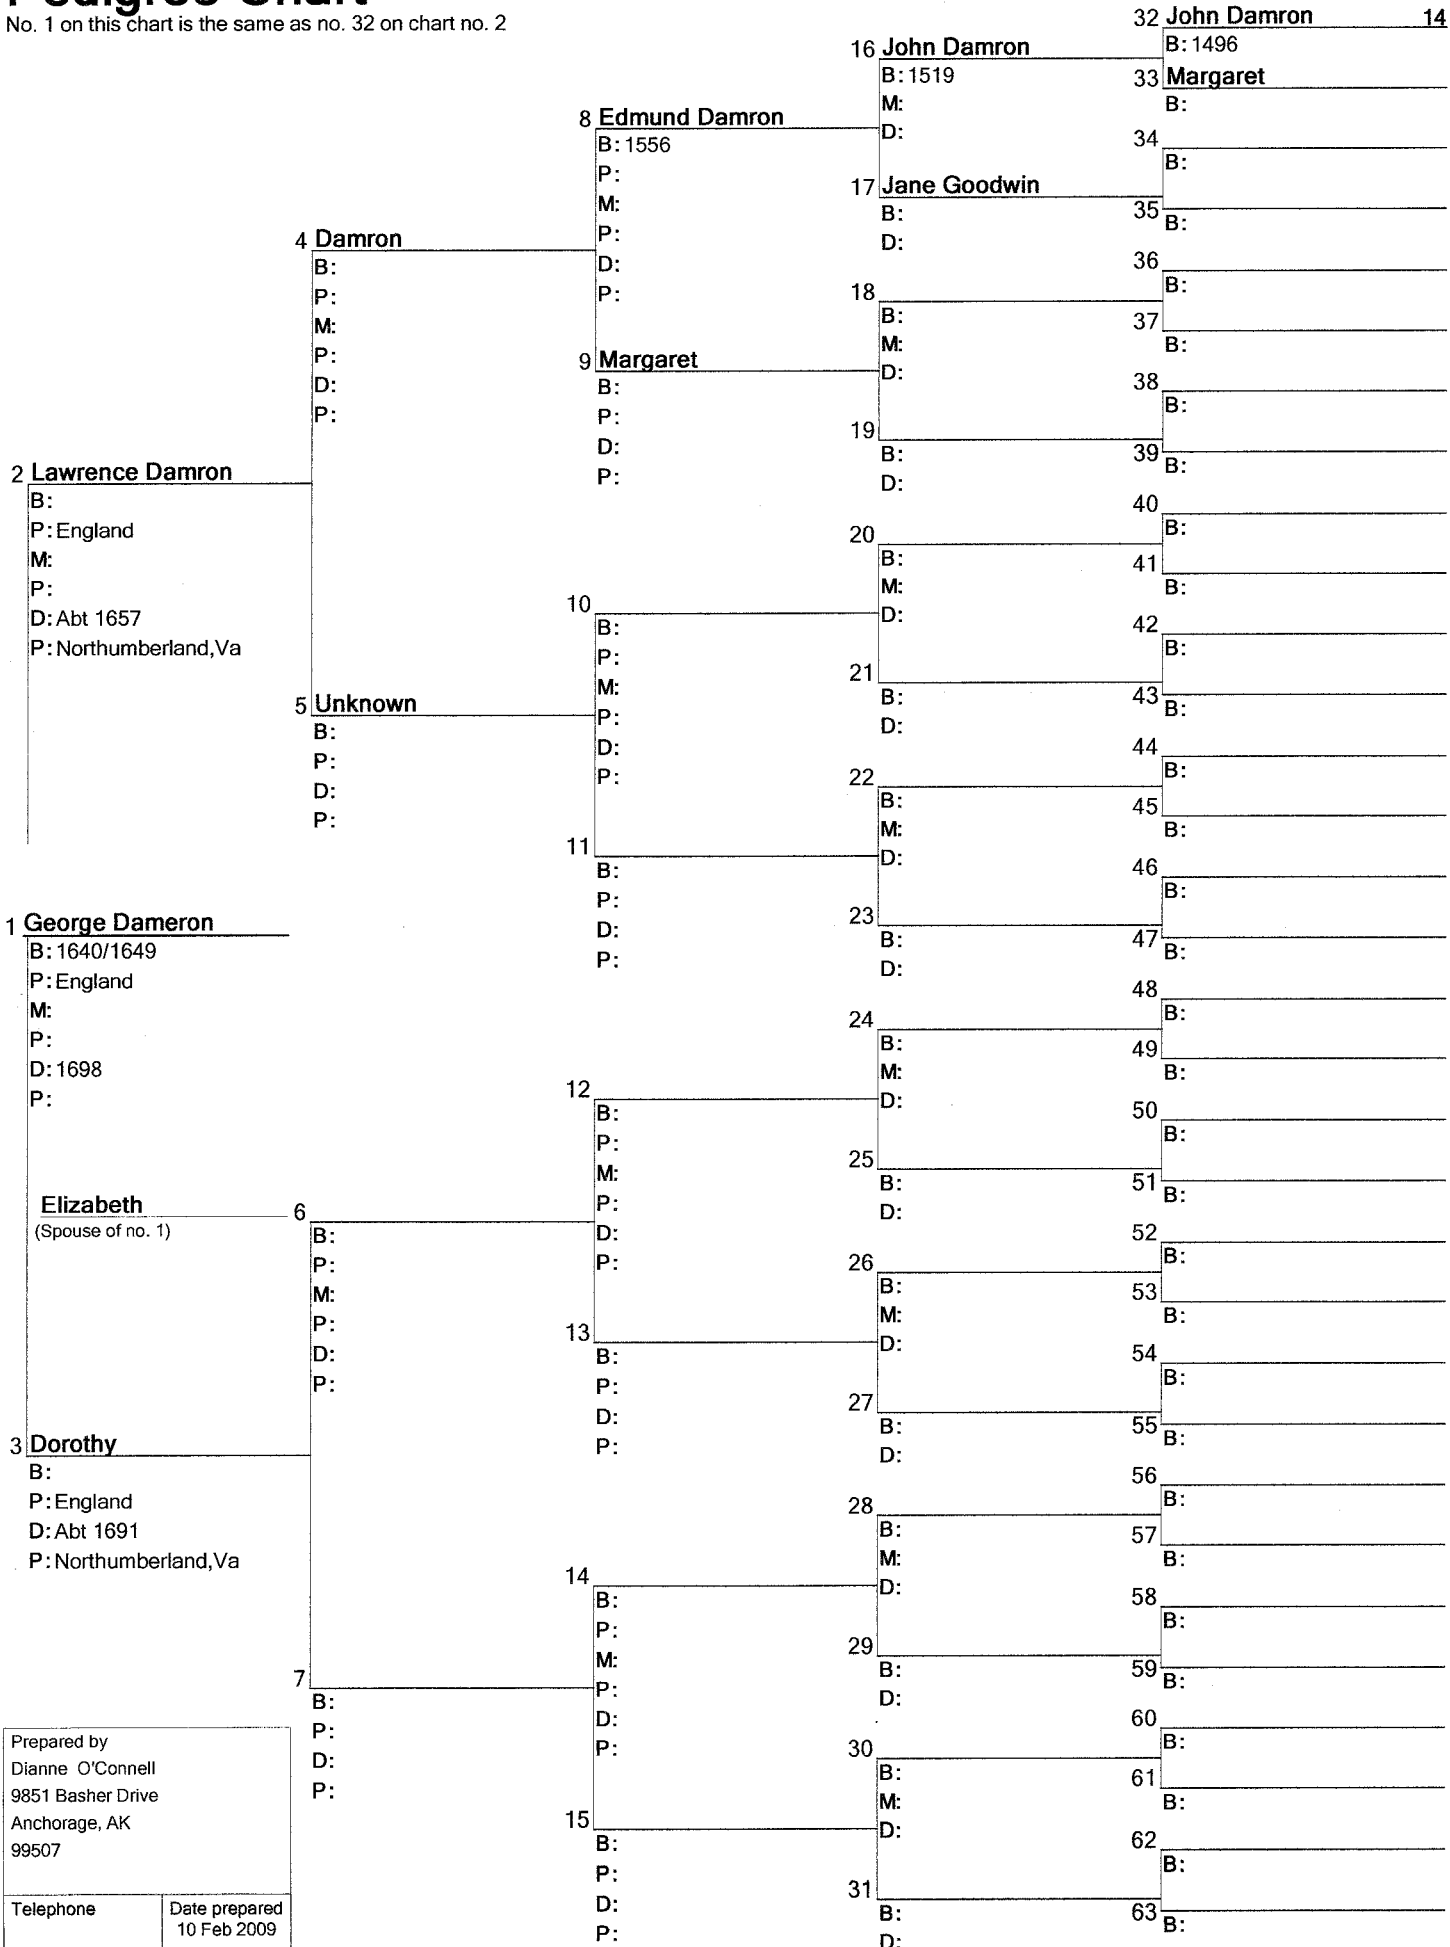 Pedigree Chart
No. 1 on this chart is the same as no. 32 on chart no. 2
2 Lawrence Damron
B:
P: England
M:
P:
D: Abt 1657
P: Northumberland,Va
1 George Dameron
B: 1640/1649
P: England
M:
P:
D: 1698
P:
Elizabeth
(Spouse of no. 1)
3 Dorothy
B:
P: England
D: Abt 1691
P: Northumberland,Va
Prepared by
Dianne O'Connell
9851 Basher Drive
Anchorage, AK
99507
Telephone
Date prepared
10 Feb 2009
4 Damron
B:
P:
M:
P:
D:
P:
5 Unknown
B:
P:
D:
P:
6
B:
P:
M:
P:
D:
P:
7
B:
P:
D:
P:
8 Edmund Damron
B: 1556
P:
M:
P:
D:
P:
9 Margaret
B:
P:
D:
P:
10
B:
P:
M:
P:
D:
P:
11
B:
P:
D:
P:
12
B:
P:
M:
P:
D:
P:
13
B:
P:
D:
P:
14
B:
P:
M:
P:
D:
P:
15
B:
P:
D:
P:
16 John Damron
B: 1519
M:
D:
17 Jane Goodwin
B:
D:
18
B:
M:
D:
19
B:
D:
20
B:
M:
D:
21
B:
D:
22
B:
M:
D:
23
B:
D:
24
B:
M:
D:
25
B:
D:
26
B:
M:
D:
27
B:
D:
28
B:
M:
D:
29
B:
D:
30
B:
M:
D:
31
B:
D:
32 John Damron 14
B: 1496
33 Margaret
B:
34
B:
35
B:
36
B:
37
B:
38
B:
39
B:
40
B:
41
B:
42
B:
43
B:
44
B:
45
B:
46
B:
47
B:
48
B:
49
B:
50
B:
51
B:
52
B:
53
B:
54
B:
55
B:
56
B:
57
B:
58
B:
59
B:
60
B:
61
B:
62
B:
63
B: